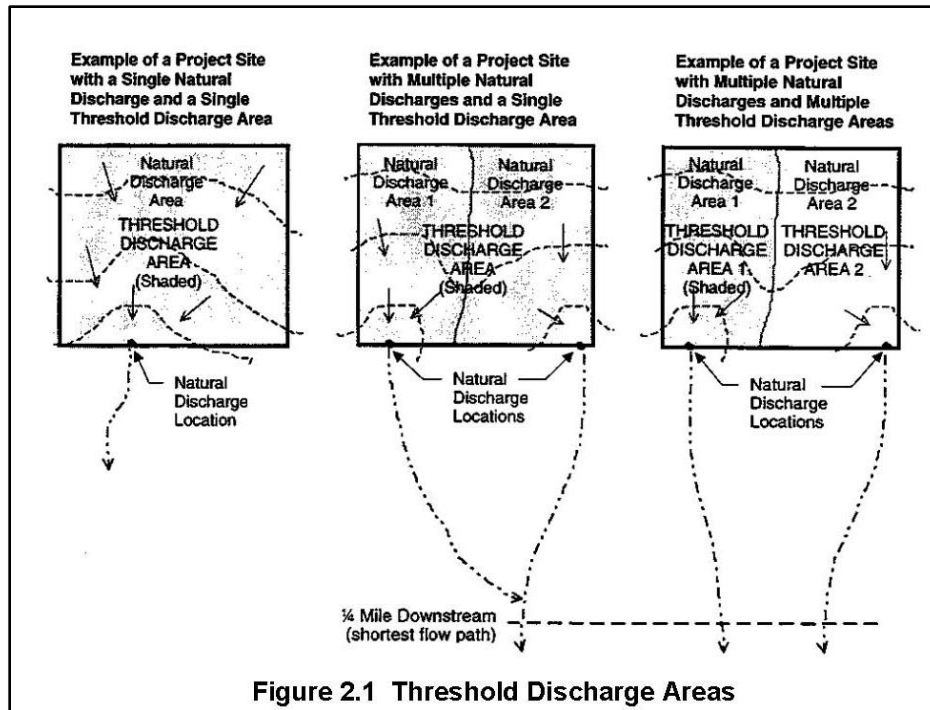 Example of a Project Site
with a Single Natural
Discharge and a Single
Threshold Discharge Area
Natural
Discharge
Area
THRESHOLD
DISCHARGE
AREA
(Shaded)
Natural
Discharge
Location
Example of a Project Site
with Multiple Natural
Discharges and a Single
Threshold Discharge Area
Natural
Discharge
Area 1
Natural
Discharge
Area 2
THRESHOLD
DISCHARGE
AREA
(Shaded)
Natural
Discharge
Locations
Example of a Project Site
with Multiple Natural
Discharges and Multiple
Threshold Discharge Areas
Natural
Discharge
Area 1
Natural
Discharge
Area 2
THRESHOLD
DISCHARGE
AREA 1
(Shaded)
THRESHOLD
DISCHARGE
AREA 2
Natural
Discharge
Locations
¼ Mile Downstream
(shortest flow path)
Figure 2.1 Threshold Discharge Areas